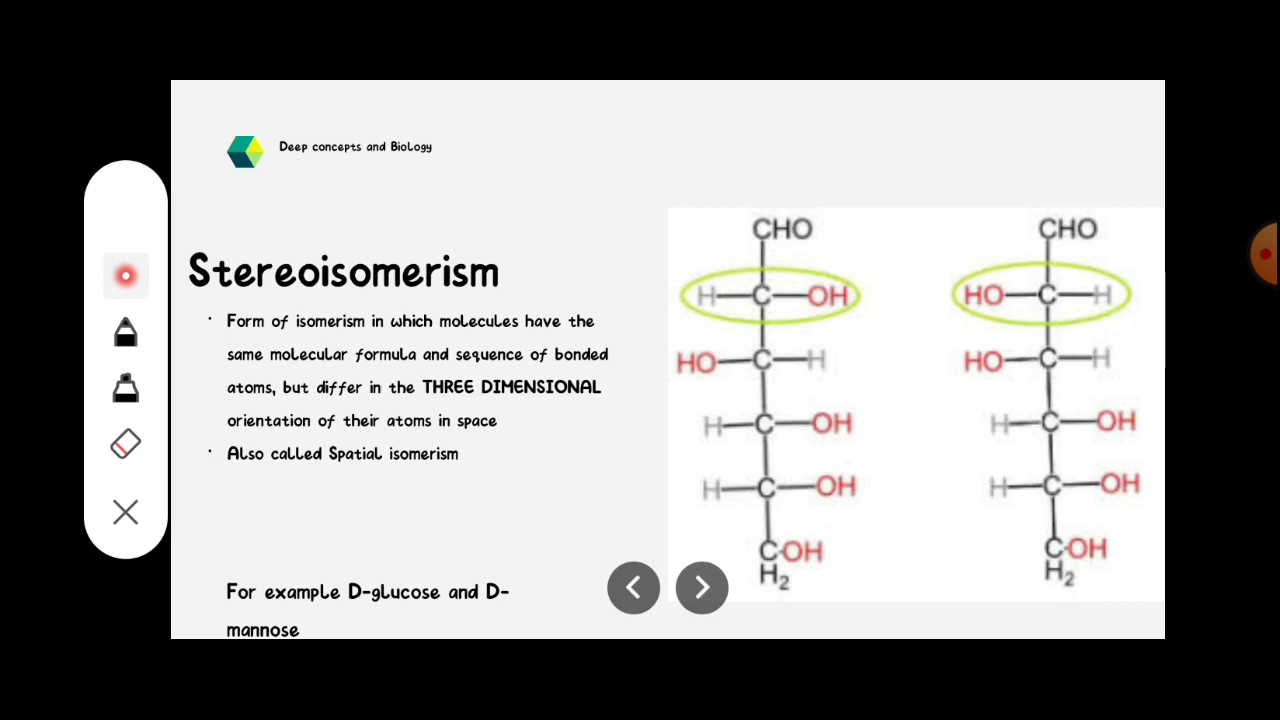 Deep concepts and Biology
Stereoisomerism
· Form of isomerism in which molecules have the
same molecular formula and sequence of bonded
atoms, but differ in the THREE DIMENSIONAL
orientation of their atoms in space
· Also called Spatial isomerism
For example D-glucose and D-
mannose
CHO
H C OH
HO C H
H C OH
H C OH
C OH
H2
CHO
HO C H
HO C H
H C OH
H C OH
C OH
H2